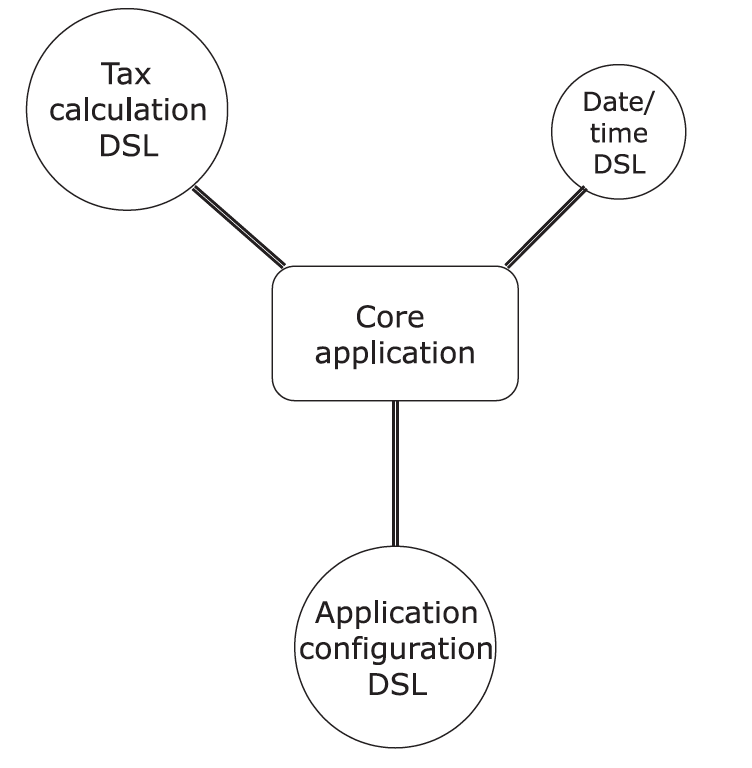 Tax
calculation
DSL
Date/
time
DSL
Core
application
Application
configuration
DSL